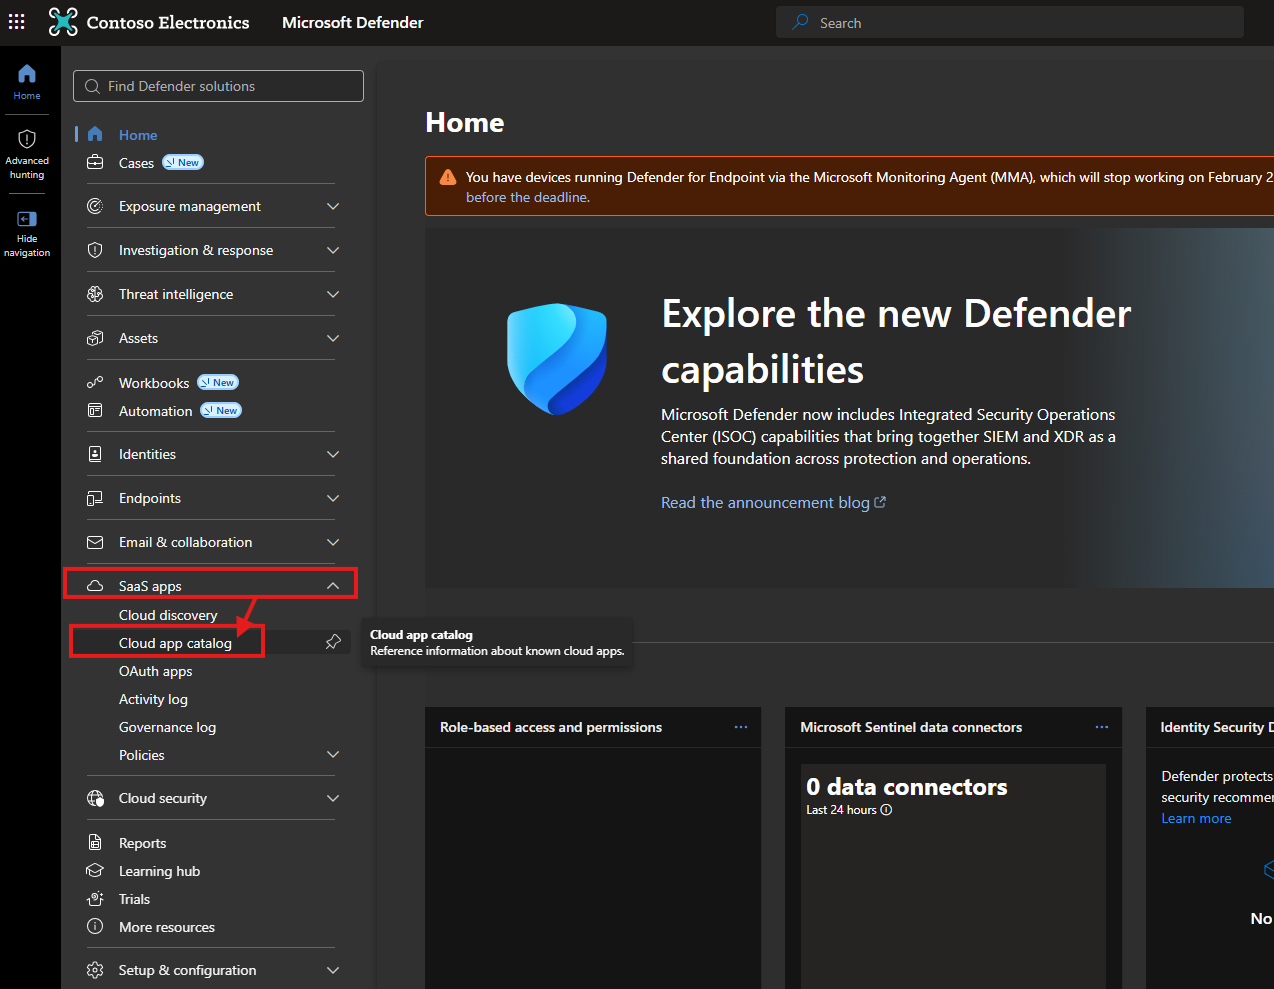 Contoso Electronics
Microsoft Defender
Search
Home
Advanced
hunting
Hide
navigation
Find Defender solutions
Home
Cases New
Exposure management
Investigation & response
Threat intelligence
Assets
Workbooks New
Automation New
Identities
Endpoints
Email & collaboration
SaaS apps
Cloud discovery
Cloud app catalog
OAuth apps
Activity log
Governance log
Policies
Cloud security
Reports
Learning hub
Trials
More resources
Setup & configuration
Cloud app catalog
Reference information about known cloud apps.
Home
You have devices running Defender for Endpoint via the Microsoft Monitoring Agent (MMA), which will stop working on February 2
before the deadline.
Explore the new Defender
capabilities
Microsoft Defender now includes Integrated Security Operations
Center (ISOC) capabilities that bring together SIEM and XDR as a
shared foundation across protection and operations.
Read the announcement blog
Role-based access and permissions
Microsoft Sentinel data connectors
0 data connectors
Last 24 hours
Identity Security D
Defender protects
security recommen
Learn more
No